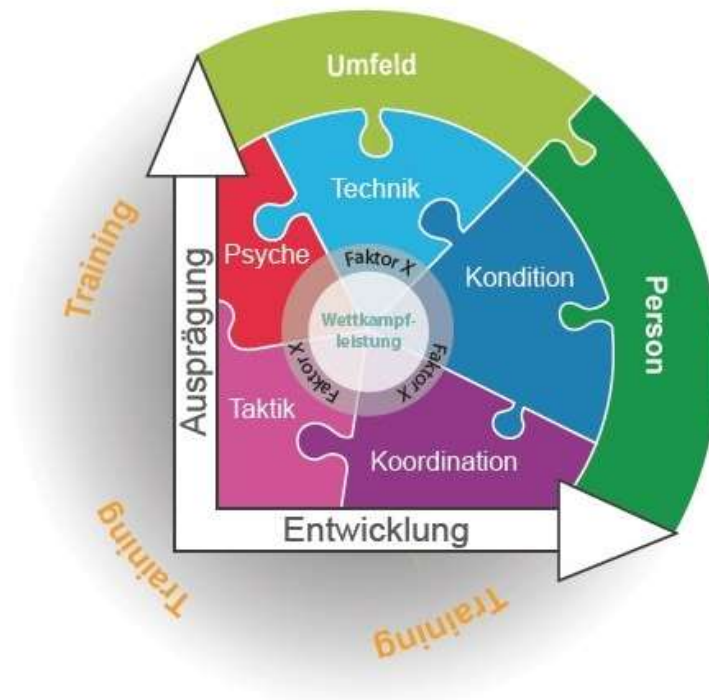 Umfeld
Technik
Training
Psyche
Faktor X
Kondition
Person
Ausprägung
Wettkampf-
leistung
Faktor X
Faktor X
Taktik
Koordination
Entwicklung
Training
Training